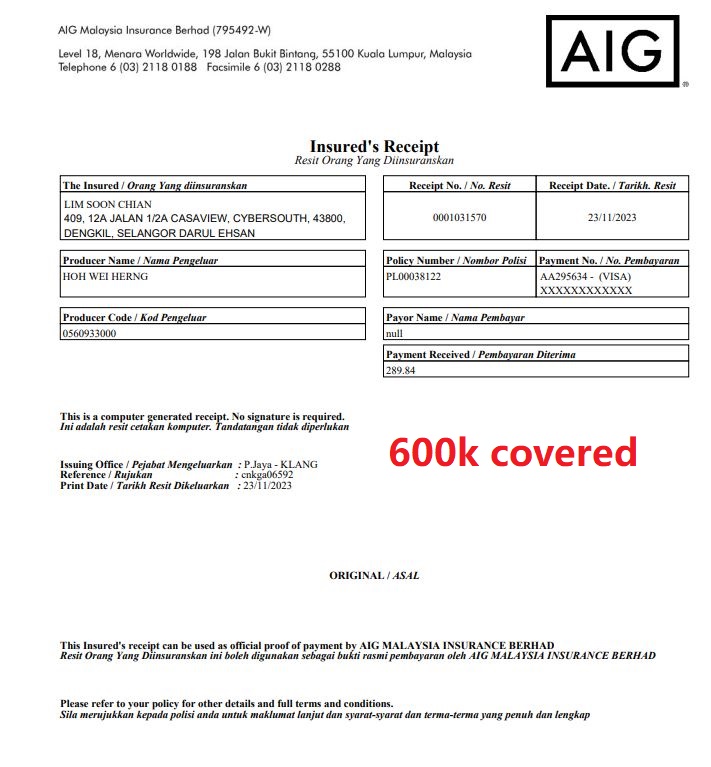 AIG Malaysia Insurance Berhad (795492-W)
Level 18, Menara Worldwide, 198 Jalan Bukit Bintang, 55100 Kuala Lumpur, Malaysia
Telephone 6 (03) 2118 0188 Facsimile 6 (03) 2118 0288
AIG
®
Insured's Receipt
Resit Orang Yang Diinsuranskan
The Insured / Orang Yang diinsuranskan
LIM SOON CHIAN
409, 12A JALAN 1/2A CASAVIEW, CYBERSOUTH, 43800,
DENGKIL, SELANGOR DARUL EHSAN
Receipt No. / No. Resit
0001031570
Receipt Date. / Tarikh. Resit
23/11/2023
Producer Name / Nama Pengeluar
HOH WEI HERNG
Policy Number / Nombor Polisi
PL00038122
Payment No. / No. Pembayaran
AA295634 - (VISA)
XXXXXXXXXXXX
Producer Code / Kod Pengeluar
0560933000
Payor Name / Nama Pembayar
null
Payment Received / Pembayaran Diterima
289.84
This is a computer generated receipt. No signature is required.
Ini adalah resit cetakan komputer. Tandatangan tidak diperlukan
600k covered
Issuing Office / Pejabat Mengeluarkan : P.Jaya - KLANG
Reference / Rujukan : cnkga06592
Print Date / Tarikh Resit Dikeluarkan : 23/11/2023
ORIGINAL / ASAL
This Insured's receipt can be used as official proof of payment by AIG MALAYSIA INSURANCE BERHAD
Resit Orang Yang Diinsuranskan ini boleh digunakan sebagai bukti rasmi pembayaran oleh AIG MALAYSIA INSURANCE BERHAD
Please refer to your policy for other details and full terms and conditions.
Sila merujukkan kepada polisi anda untuk maklumat lanjut dan syarat-syarat dan terma-terma yang penuh dan lengkap